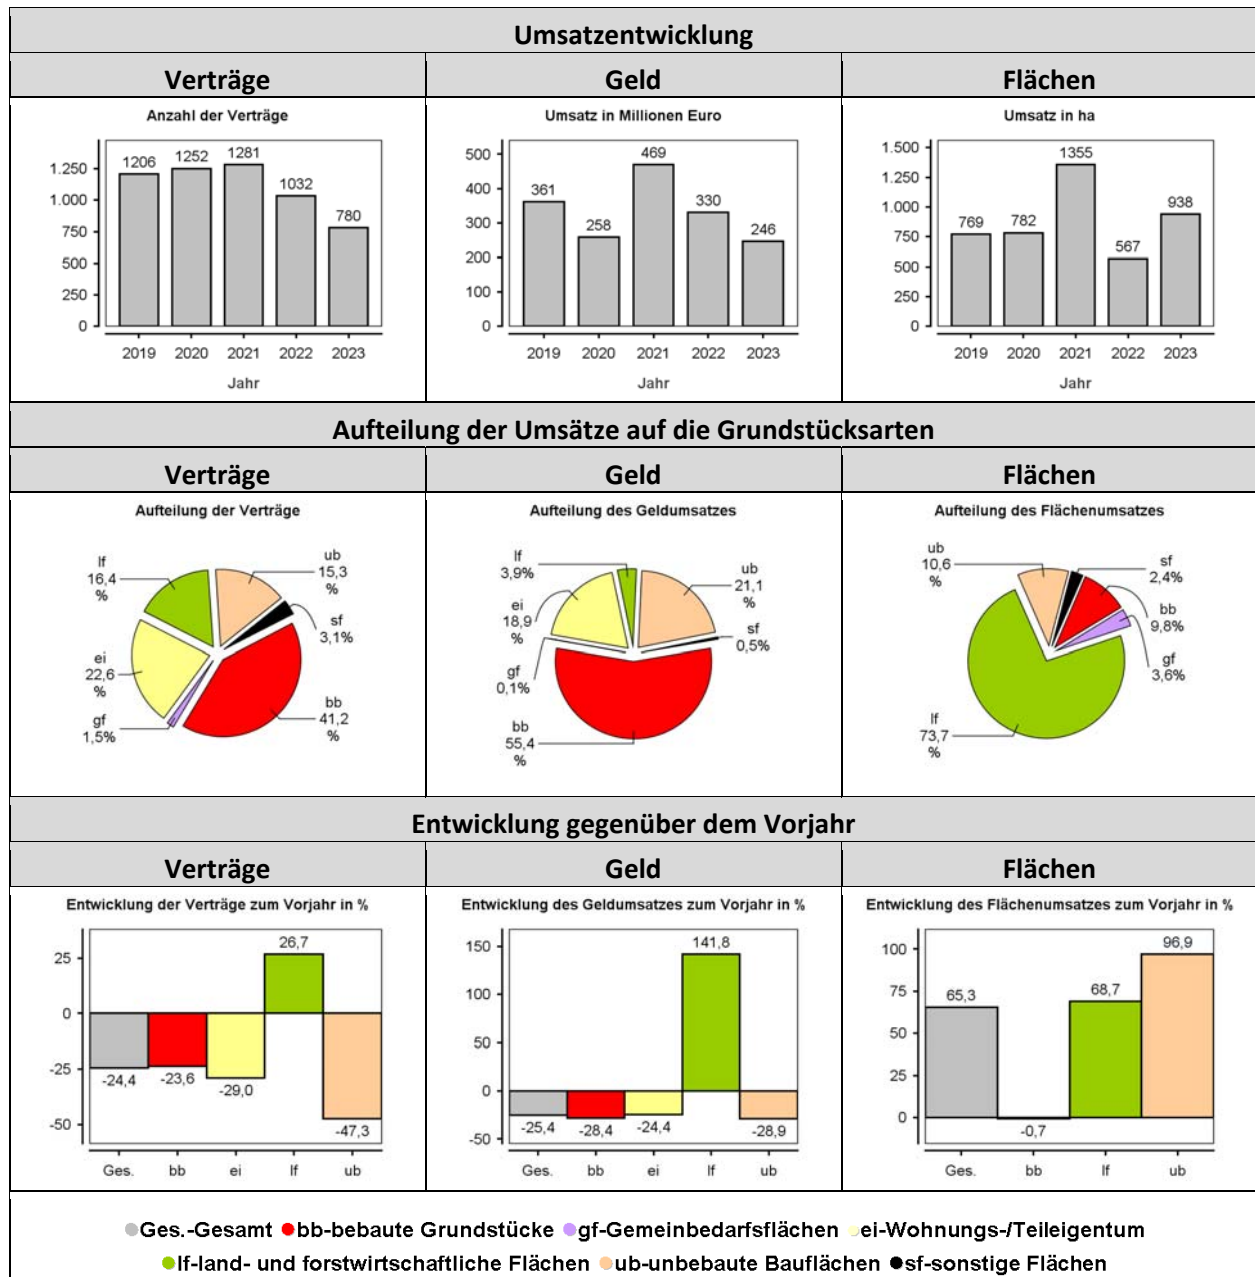 Umsatzentwicklung
Verträge
Geld
Flächen
Anzahl der Verträge
1.250
1.000
750
500
250
0
1206
1252
1281
1032
780
2019 2020 2021 2022 2023
Jahr
Umsatz in Millionen Euro
500
400
300
200
100
0
361
258
469
330
246
2019 2020 2021 2022 2023
Jahr
Umsatz in ha
1.500
1.250
1.000
750
500
250
0
769
782
1355
567
938
2019 2020 2021 2022 2023
Jahr
Aufteilung der Umsätze auf die Grundstücksarten
Verträge
Geld
Flächen
Aufteilung der Verträge
lf
16,4
%
ub
15,3
%
sf
3,1%
ei
22,6
%
gf
1,5%
bb
41,2
%
Aufteilung des Geldumsatzes
lf
3,9%
ub
21,1
%
ei
18,9
%
sf
0,5%
gf
0,1%
bb
55,4
%
Aufteilung des Flächenumsatzes
ub
10,6
%
sf
2,4%
bb
9,8%
gf
3,6%
lf
73,7
%
Entwicklung gegenüber dem Vorjahr
Verträge
Geld
Flächen
Entwicklung der Verträge zum Vorjahr in %
25
0
-25
-50
-24,4
-23,6
-29,0
26,7
-47,3
Ges. bb ei lf ub
Entwicklung des Geldumsatzes zum Vorjahr in %
150
100
50
0
-50
-25,4
-28,4
-24,4
141,8
-28,9
Ges. bb ei lf ub
Entwicklung des Flächenumsatzes zum Vorjahr in %
100
75
50
25
0
65,3
-0,7
68,7
96,9
Ges. bb lf ub
Ges.-Gesamt bb-bebaute Grundstücke gf-Gemeinbedarfsflächen ei-Wohnungs-/Teileigentum
lf-land- und forstwirtschaftliche Flächen ub-unbebaute Bauflächen sf-sonstige Flächen